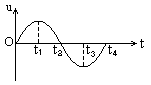 u
O t₁ t₂ t₃ t₄ t